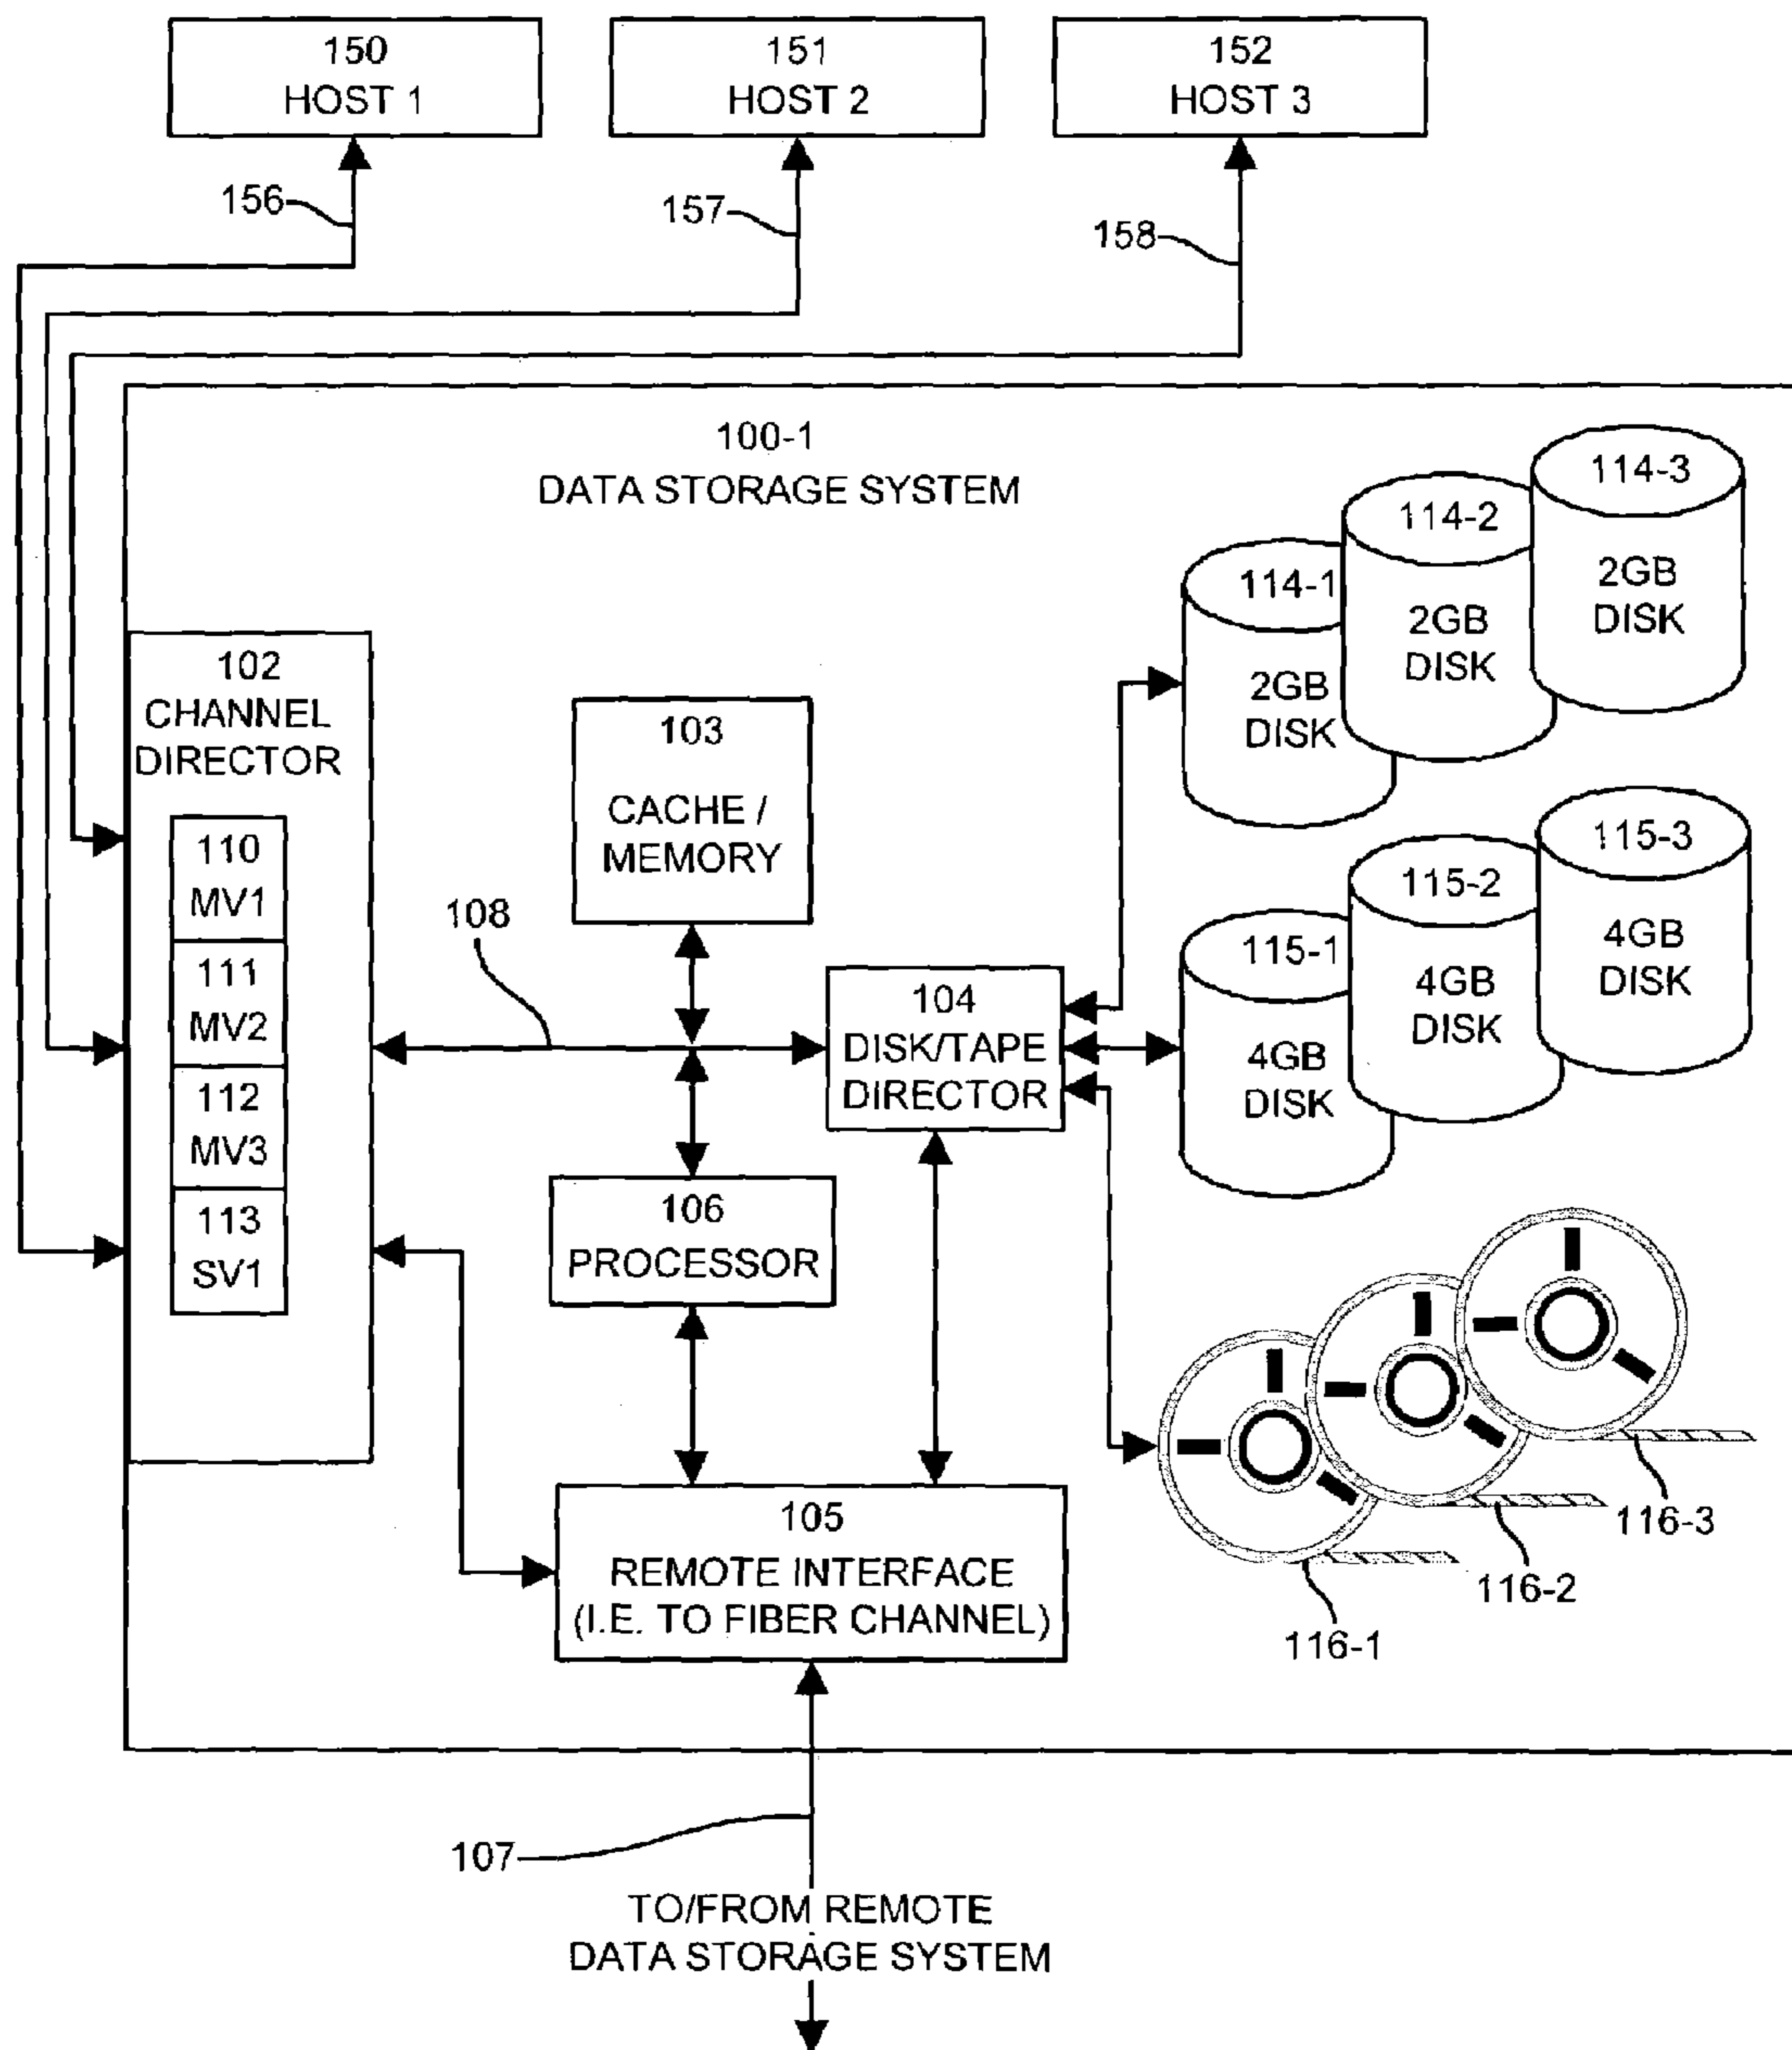 150
HOST 1
151
HOST 2
152
HOST 3
156
157
158
100-1
DATA STORAGE SYSTEM
114-1
2GB
DISK
114-2
2GB
DISK
114-3
2GB
DISK
102
CHANNEL
DIRECTOR
110
MV1
111
MV2
112
MV3
113
SV1
103
CACHE /
MEMORY
108
104
DISK/TAPE
DIRECTOR
115-1
4GB
DISK
115-2
4GB
DISK
115-3
4GB
DISK
106
PROCESSOR
105
REMOTE INTERFACE
(I.E. TO FIBER CHANNEL)
116-3
116-2
116-1
107
TO/FROM REMOTE
DATA STORAGE SYSTEM